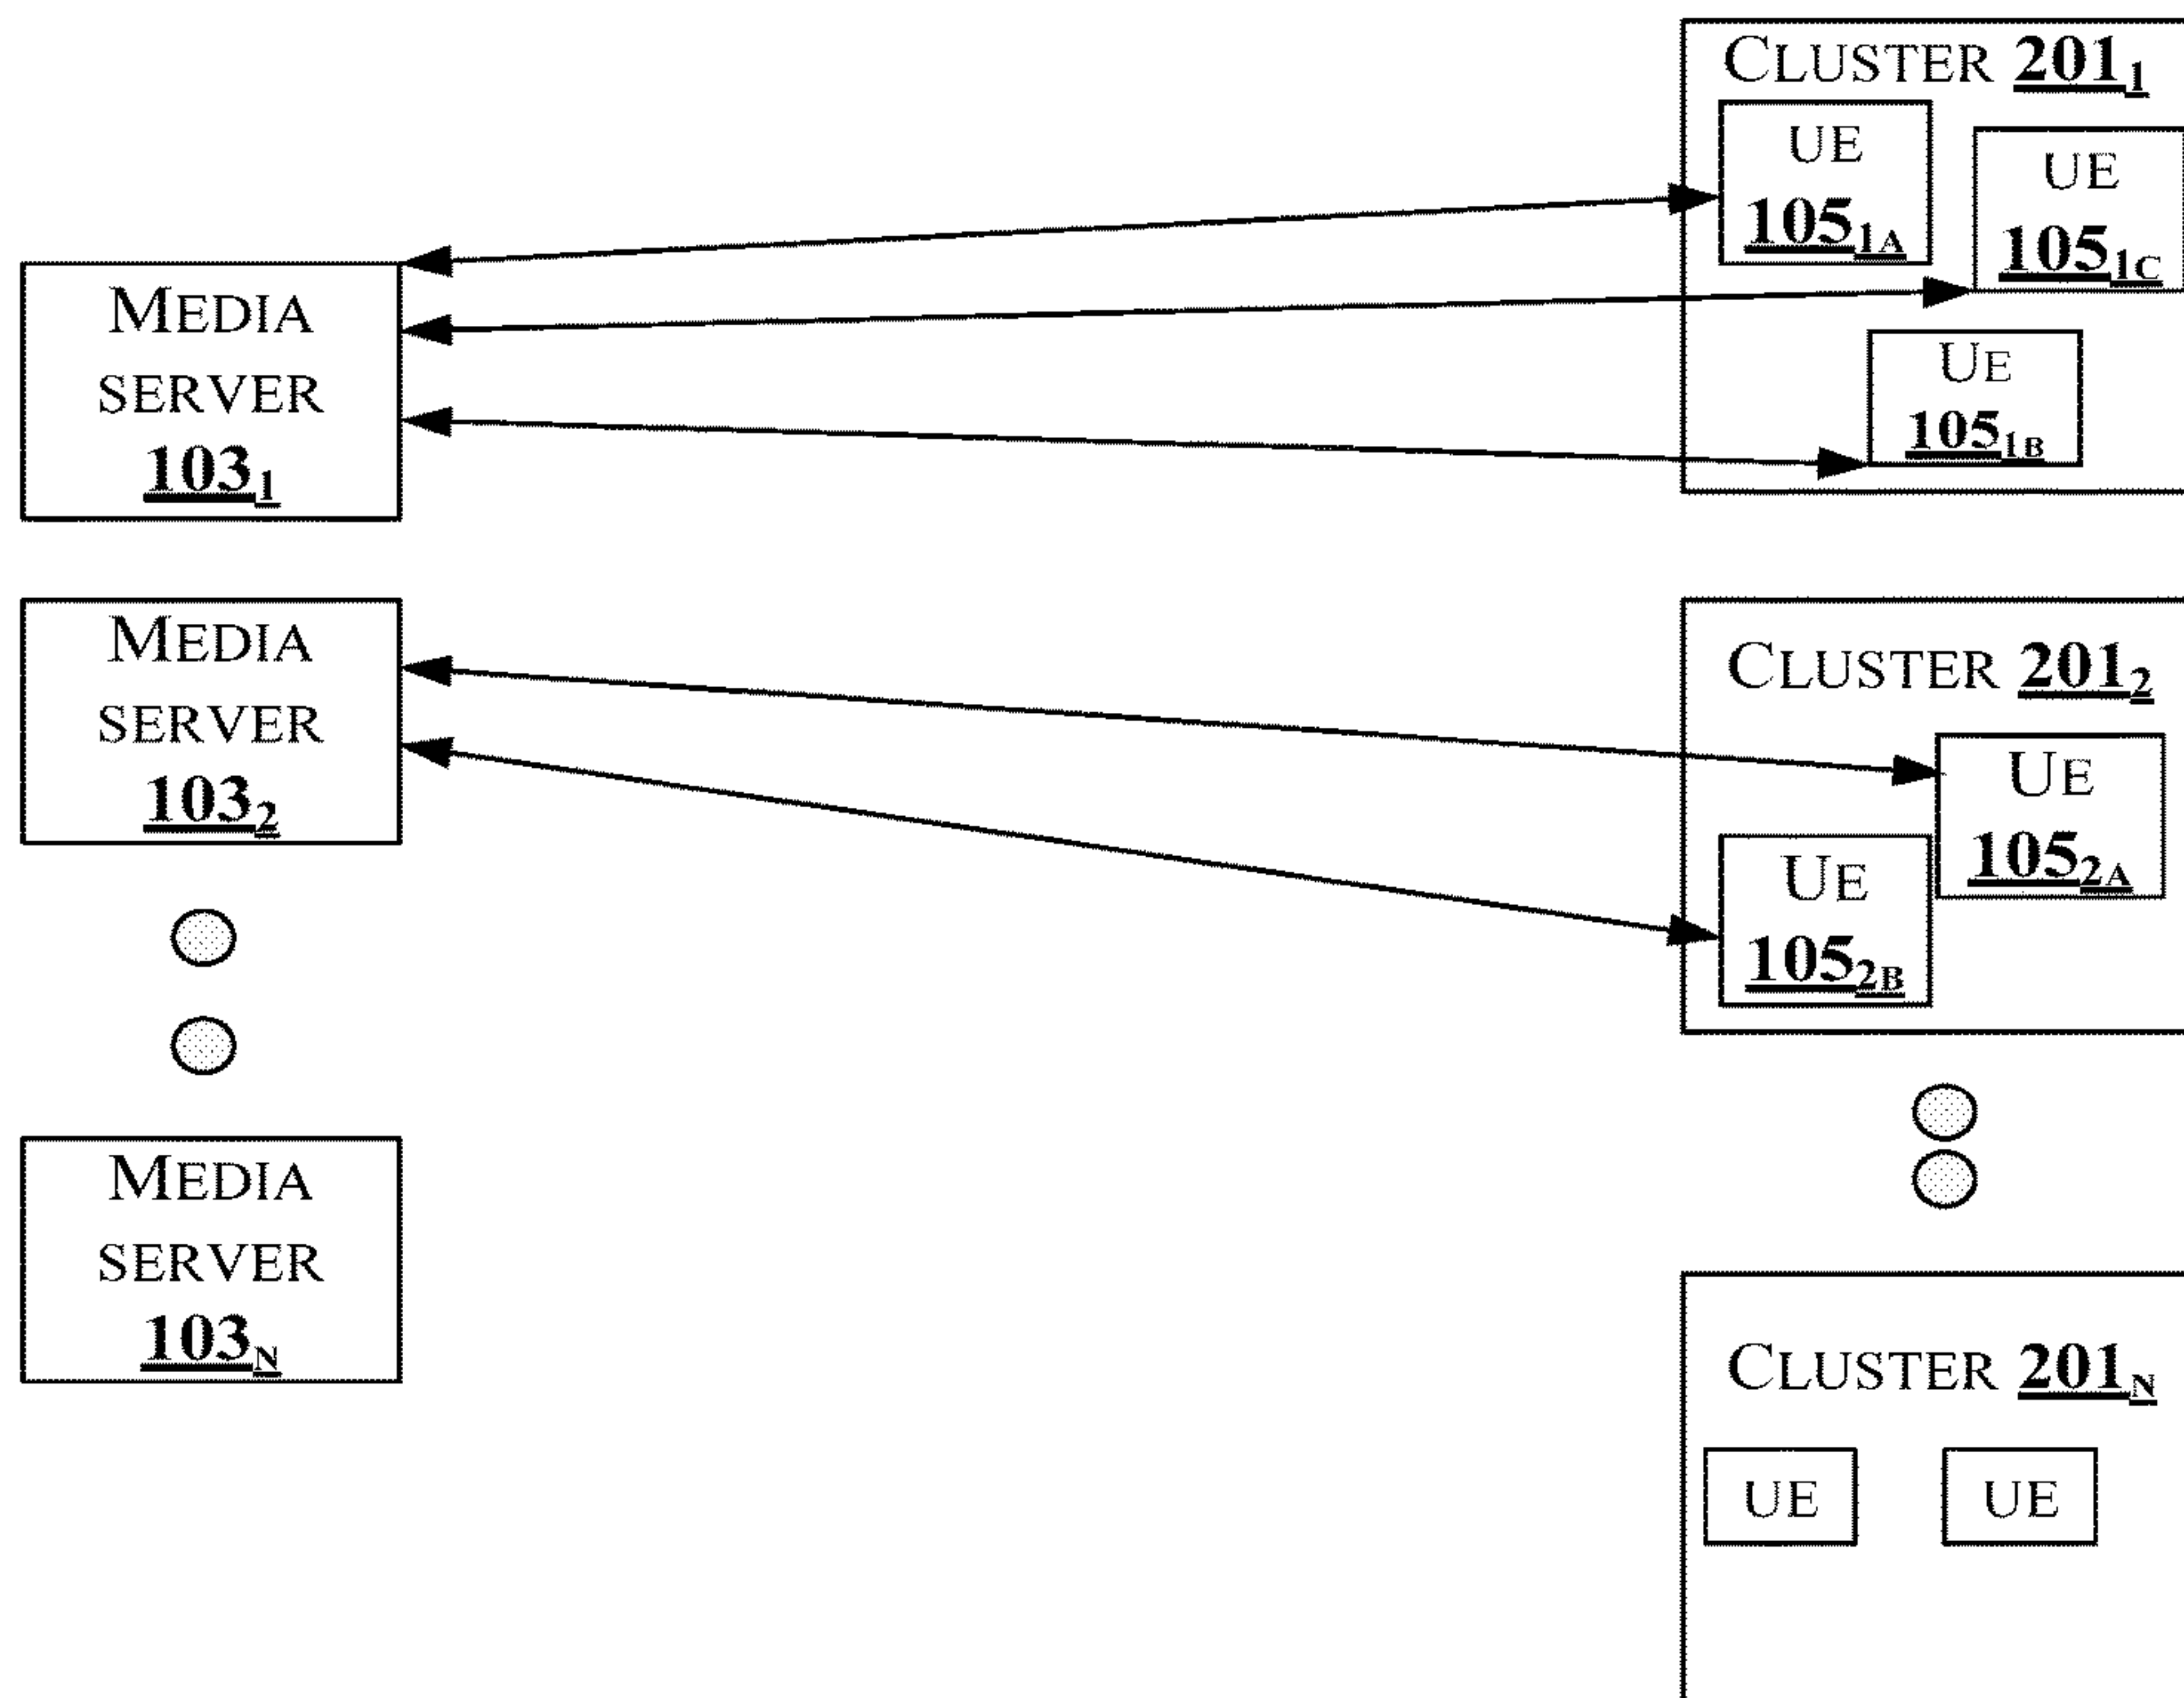 MEDIA
SERVER
103₁
CLUSTER 201₁
UE
105₁A
UE
105₁C
UE
105₁B
MEDIA
SERVER
103₂
CLUSTER 201₂
UE
105₂A
UE
105₂B
MEDIA
SERVER
103N
CLUSTER 201N
UE
UE